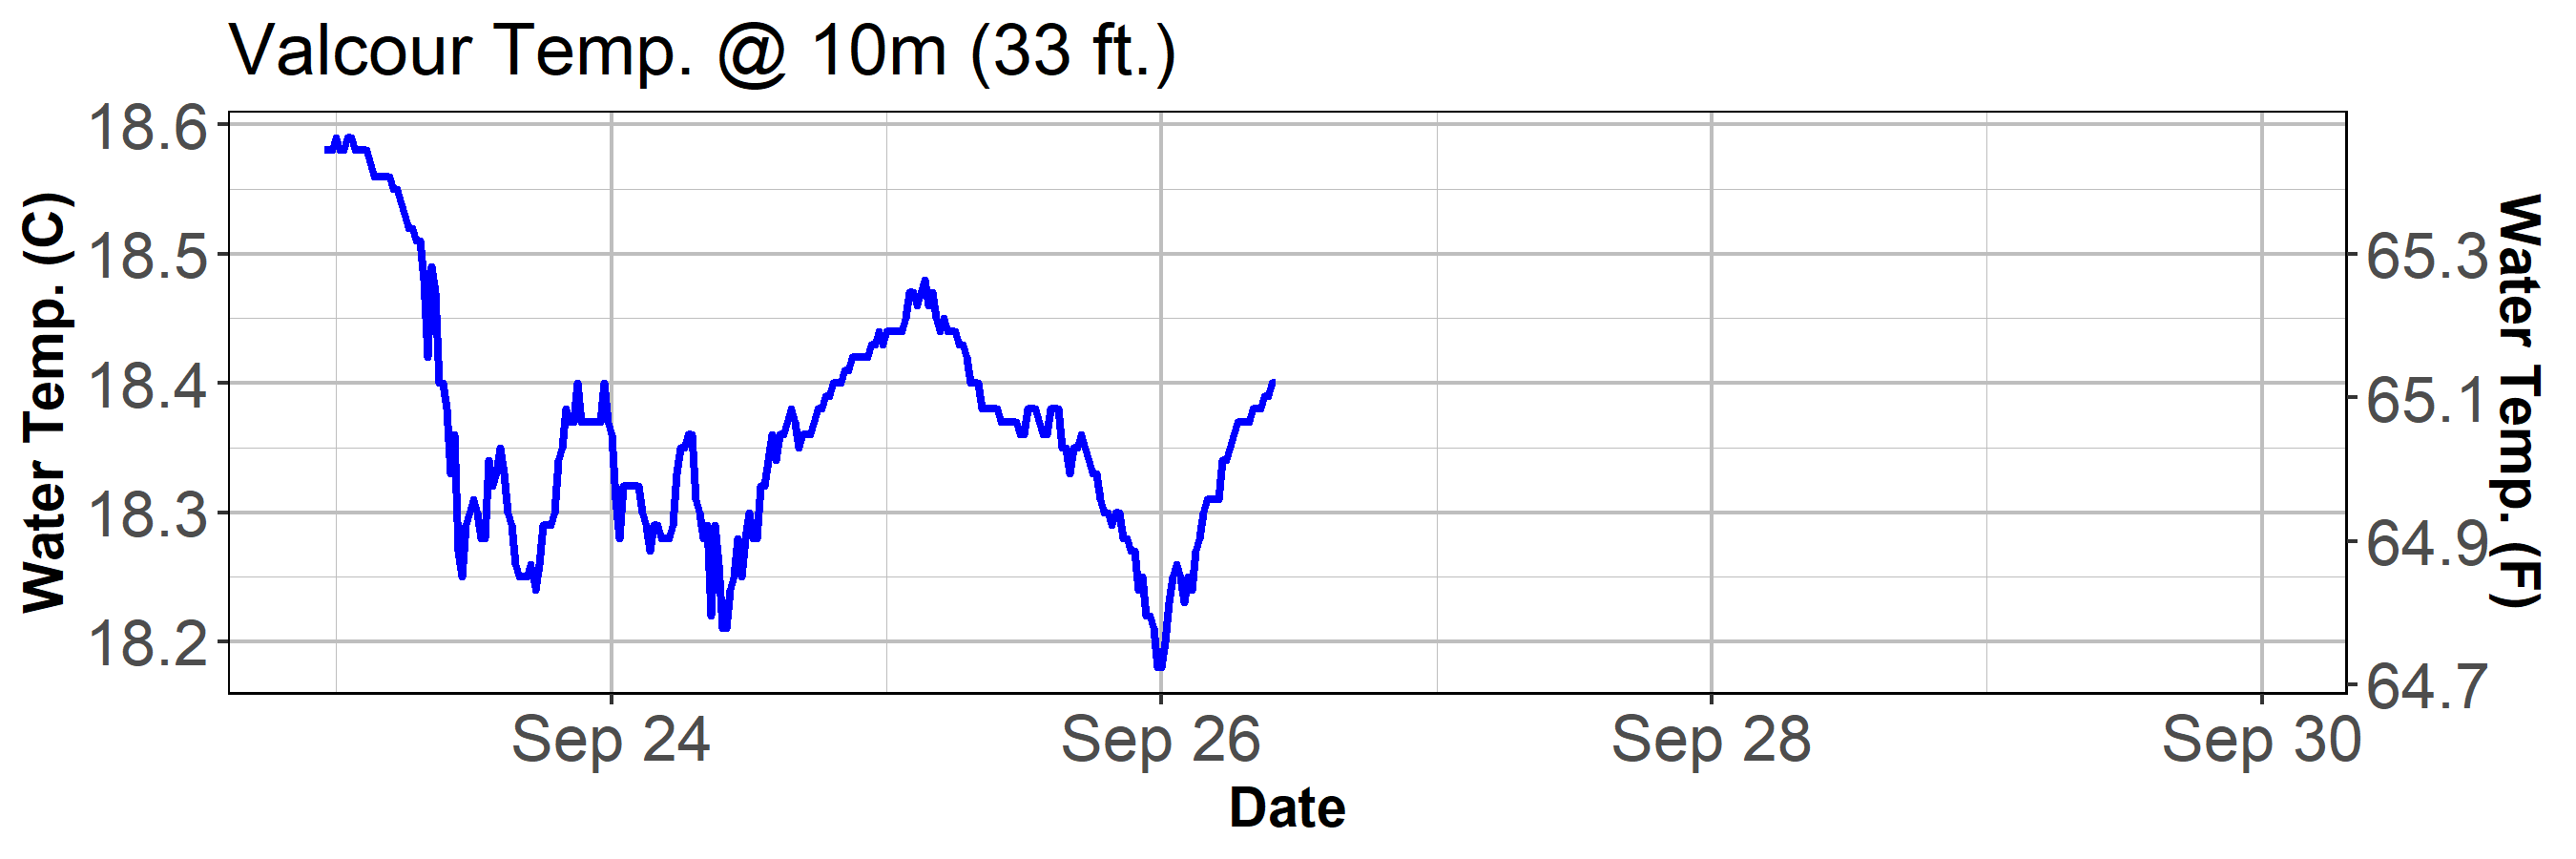 Valcour Temp. @ 10m (33 ft.)
Water Temp. (C)
18.6
18.5
18.4
18.3
18.2
65.3
65.1
64.9
64.7
Water Temp. (F)
Sep 24 Sep 26 Sep 28 Sep 30
Date